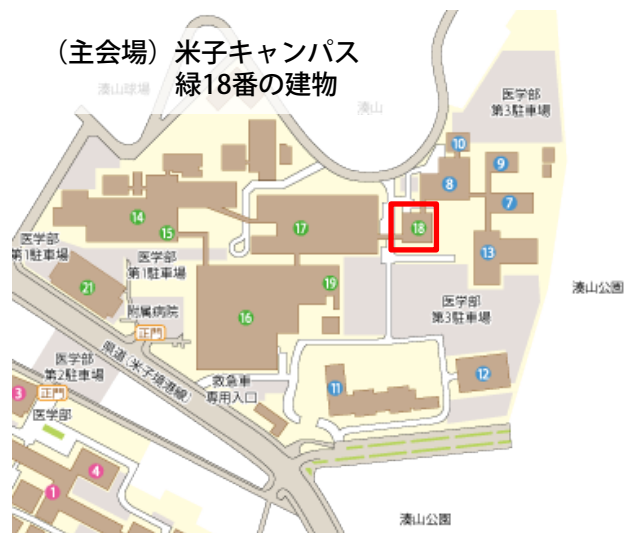 （主会場）米子キャンパス
緑18番の建物
湊山球場
湊山
医学部
第3駐車場
10
9
8
7
14
15
17
18
13
医学部
第1駐車場
医学部
第1駐車場
21
19
16
附属病院
正門
医学部
第3駐車場
湊山公園
県道(米子境港線)
医学部
第2駐車場
正門
3
医学部
救急車
専用入口
11
12
4
1
湊山公園